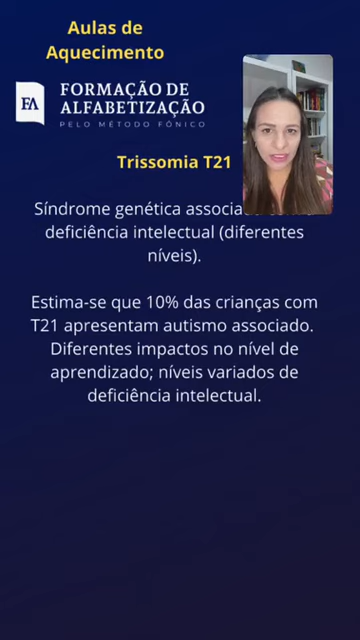 Aulas de
Aquecimento
FA
FORMAÇÃO DE
ALFABETIZAÇÃO
PELO MÉTODO FÔNICO
Trissomia T21
Síndrome genética
deficiência intelectual (diferentes
níveis).
Estima-se que 10% das crianças com
T21 apresentam autismo associado.
Diferentes impactos no nível de
aprendizado; níveis variados de
deficiência intelectual.